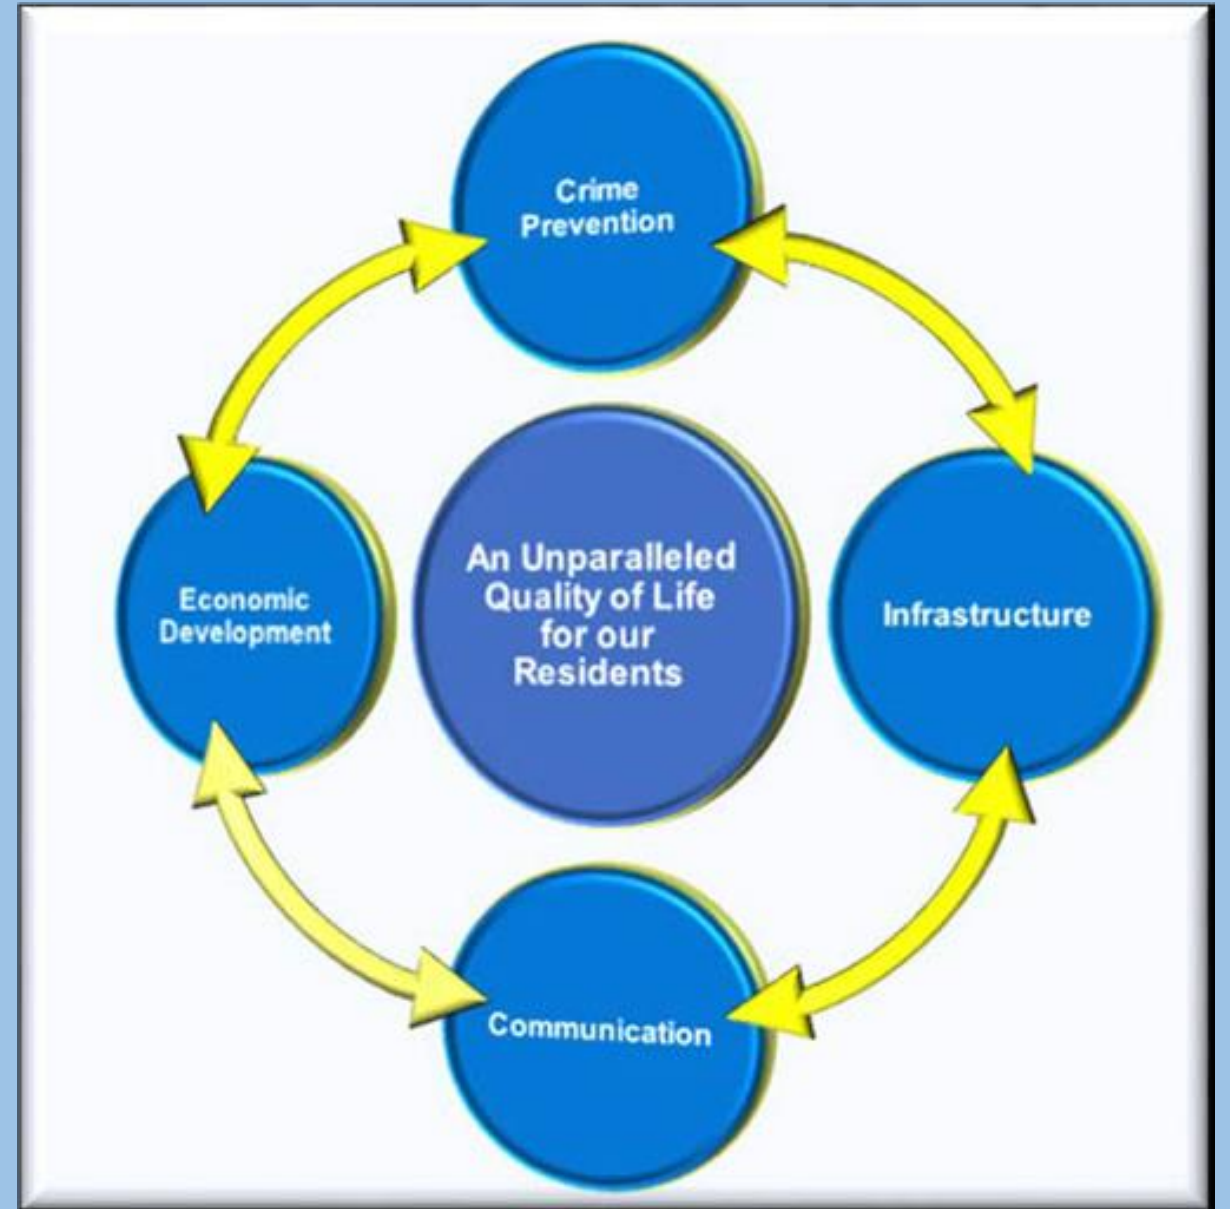 Crime
Prevention
Economic
Development
An Unparalleled
Quality of Life
for our
Residents
Infrastructure
Communication